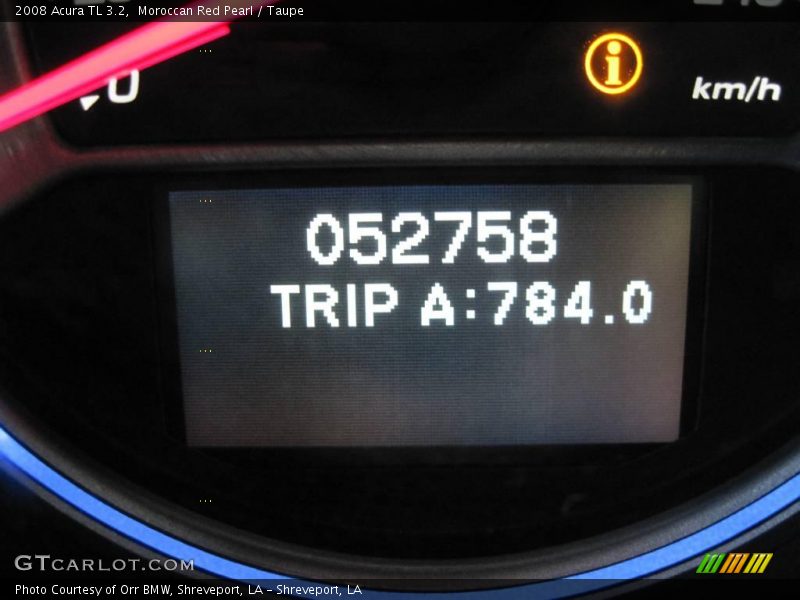 2008 Acura TL 3.2,  Moroccan Red Pearl / Taupe
0
km/h
052758
TRIP A:784.0
GTCARLOT.COM
Photo Courtesy of Orr BMW, Shreveport, LA - Shreveport, LA